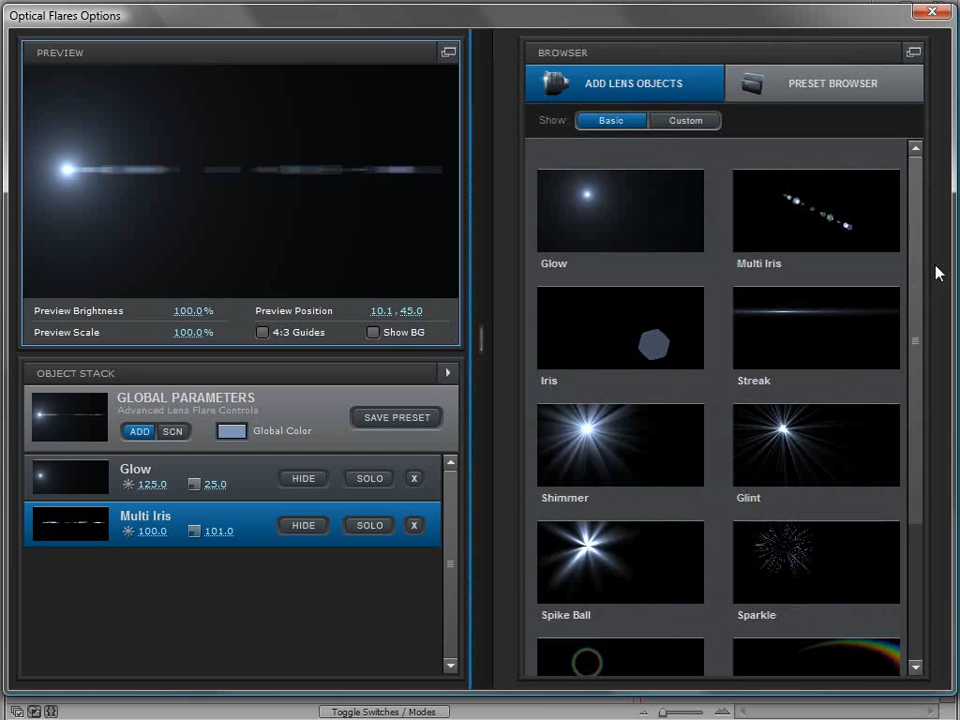 Optical Flares Options
PREVIEW
Preview Brightness 100.0% Preview Position 10.1 , 45.0
Preview Scale 100.0% 4:3 Guides Show BG
OBJECT STACK
GLOBAL PARAMETERS
Advanced Lens Flare Controls
ADD SCN Global Color SAVE PRESET
Glow
125.0 25.0 HIDE SOLO X
Multi Iris
100.0 101.0 HIDE SOLO X
BROWSER
ADD LENS OBJECTS PRESET BROWSER
Show: Basic Custom
Glow Multi Iris
Iris Streak
Shimmer Glint
Spike Ball Sparkle
Toggle Switches / Modes